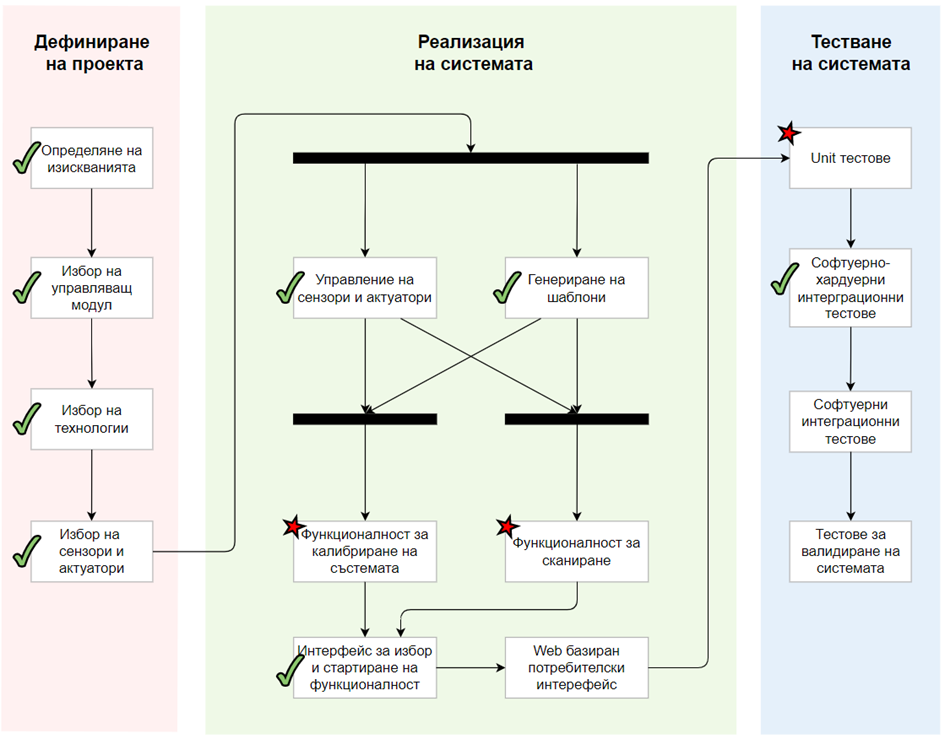 Дефиниране
на проекта
Определяне на
изискванията
Избор на
управляващ
модул
Избор на
технологии
Избор на
сензори и
актуатори
Реализация
на системата
Управление на
сензори и актуатори
Генериране на
шаблони
Функционалност за
калибриране на
състемата
Функционалност за
сканиране
Интерфейс за избор
и стартиране на
функционалност
Web базиран
потребителски
интерефейс
Тестване
на системата
Unit тестове
Софтуерно-
хардуерни
интерграционни
тестове
Софтуерни
интеграционни
тестове
Тестове за
валидиране на
системата